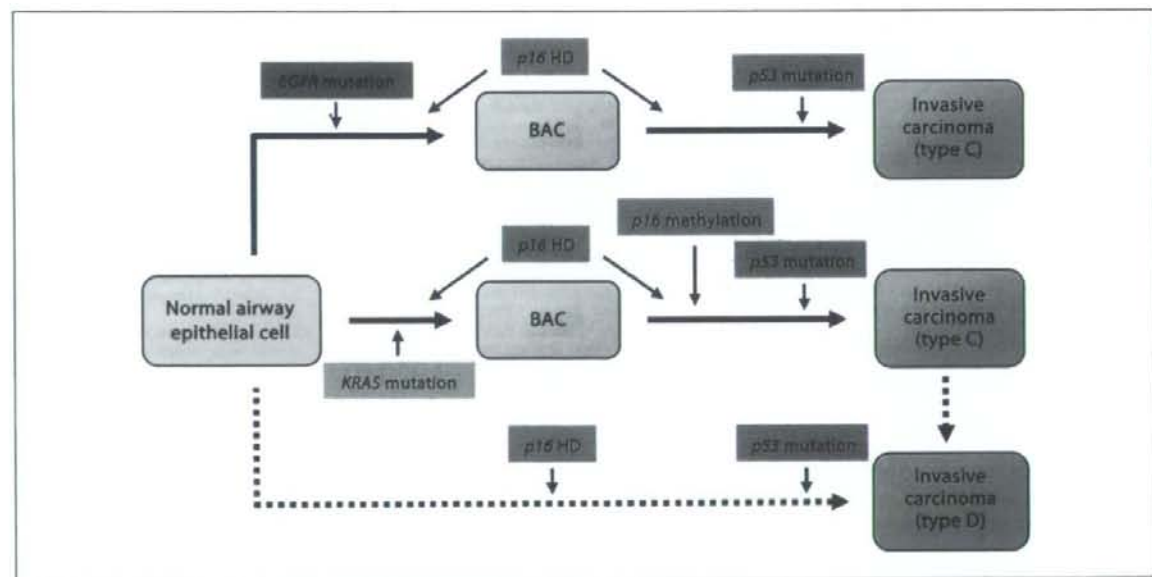 p16 HD
EGFR mutation
p53 mutation
BAC
Invasive
carcinoma
(type C)
p16 methylation
p16 HD
p53 mutation
Normal airway
epithelial cell
BAC
Invasive
carcinoma
(type C)
KRAS mutation
p16 HD
p53 mutation
Invasive
carcinoma
(type D)